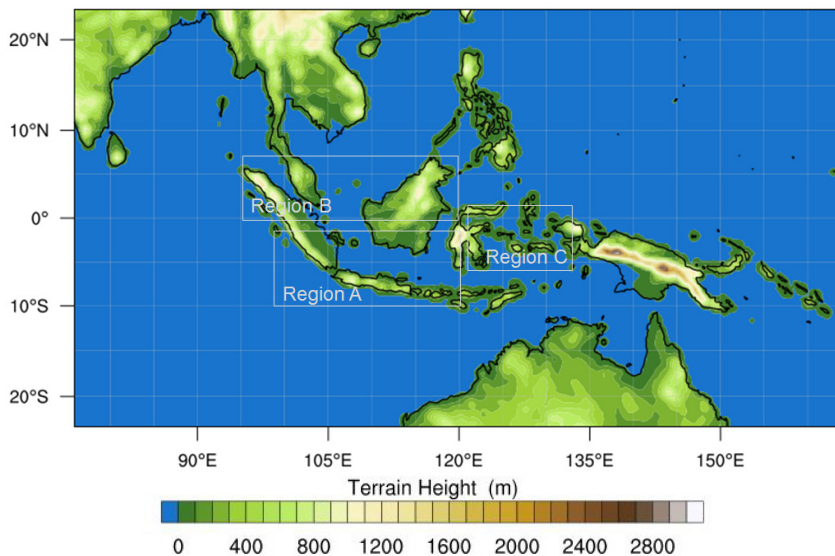 20°N
10°N
0°
10°S
20°S
Region B
Region C
Region A
90°E 105°E 120°E 135°E 150°E
Terrain Height (m)
0 400 800 1200 1600 2000 2400 2800